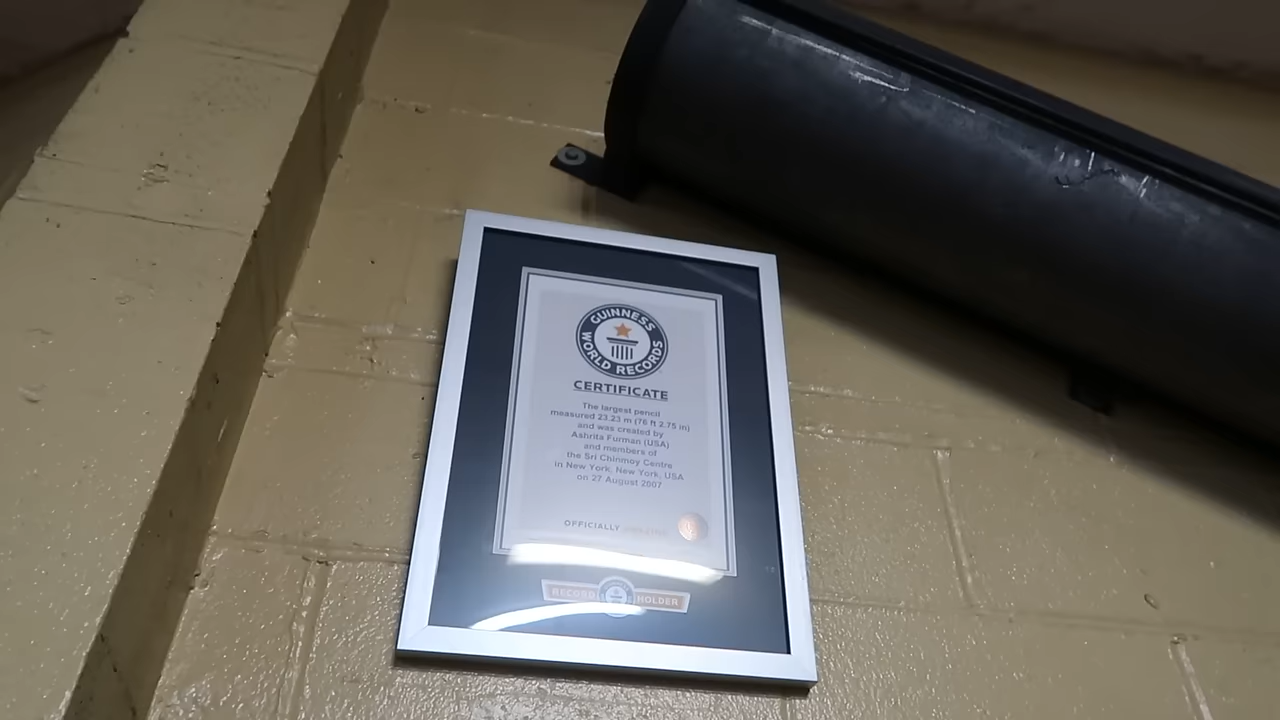 GUINNESS
WORLD RECORDS
CERTIFICATE
The largest pencil
measured 23.23 m (76 ft 2.75 in)
and was created by
Ashrita Furman (USA)
and members of
the Sri Chinmoy Centre
in New York, New York, USA
on 27 August 2007
OFFICIALLY
RECORD HOLDER